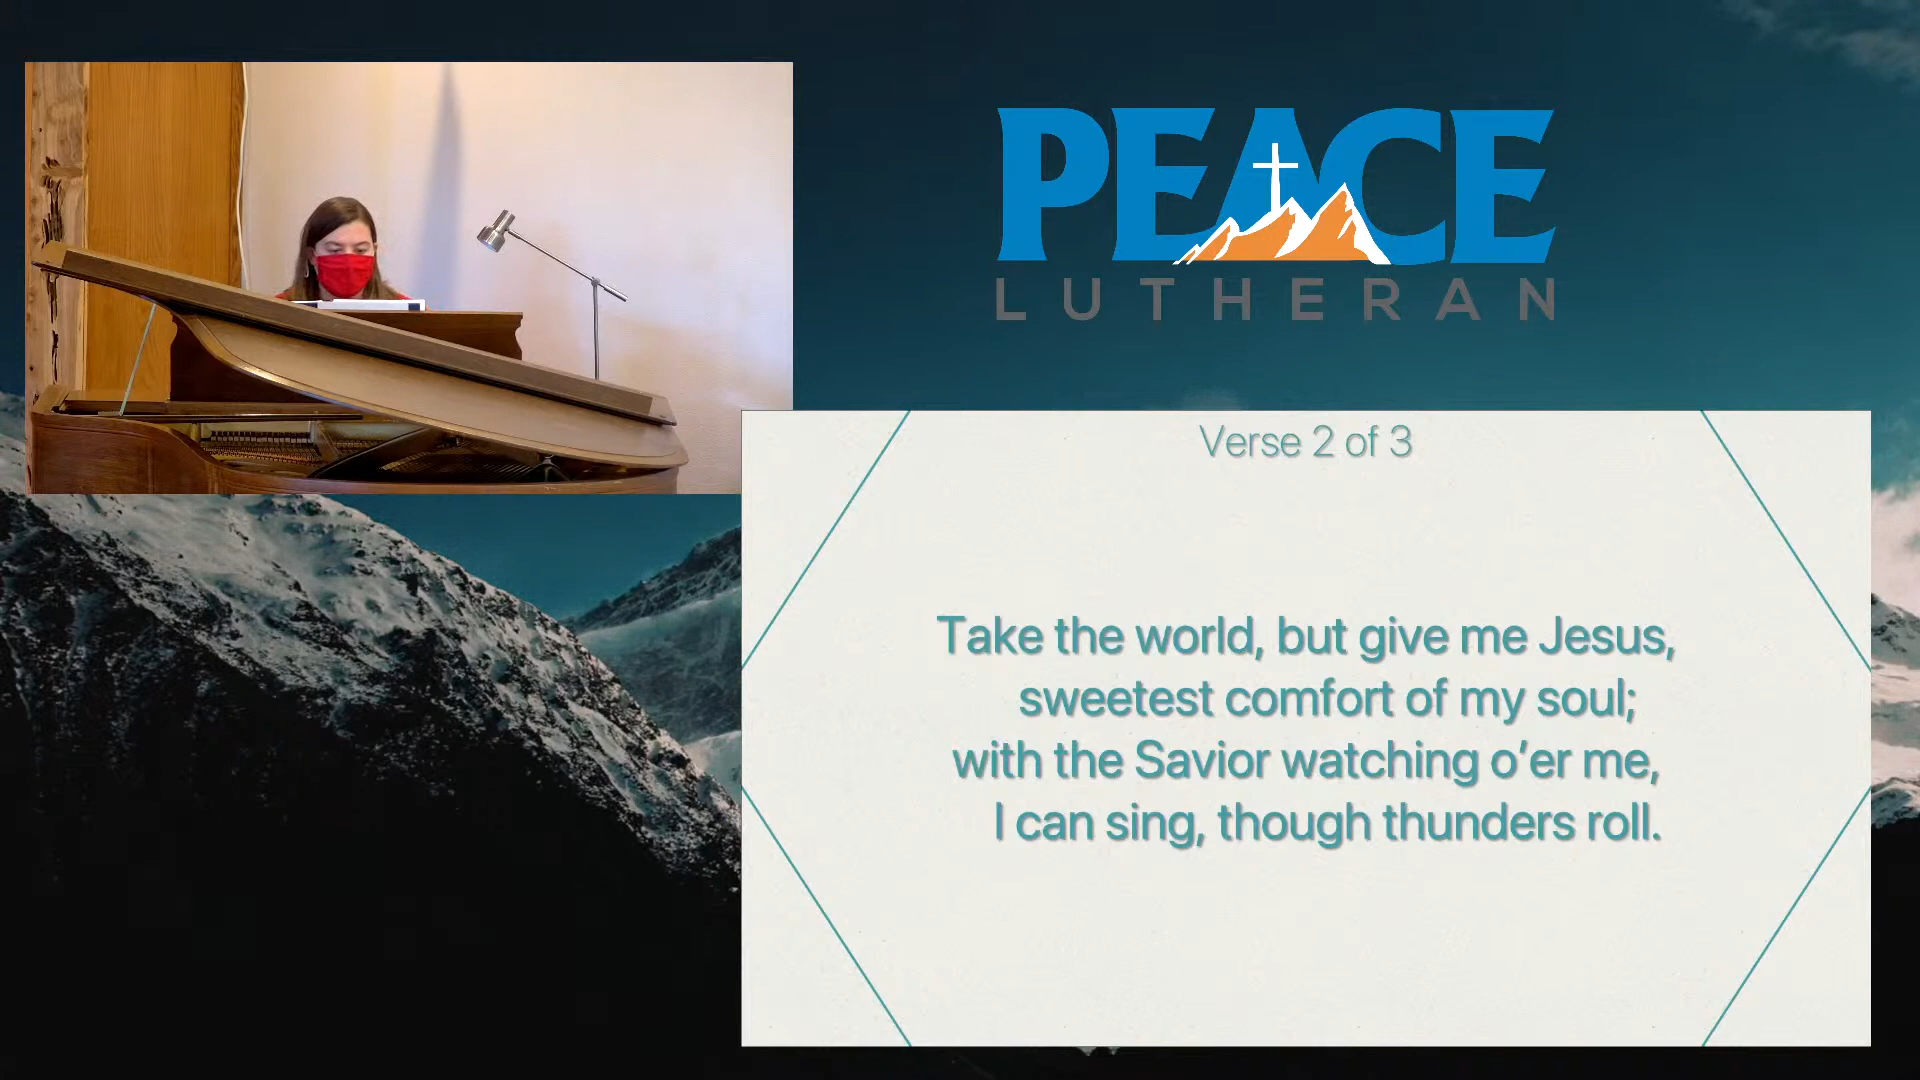 PEACE
LUTHERAN
Verse 2 of 3
Take the world, but give me Jesus,
sweetest comfort of my soul;
with the Savior watching o’er me,
I can sing, though thunders roll.